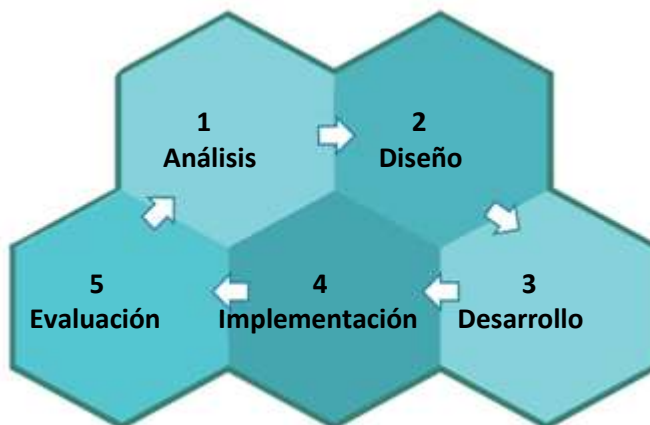 1
Análisis
2
Diseño
3
Desarrollo
4
Implementación
5
Evaluación